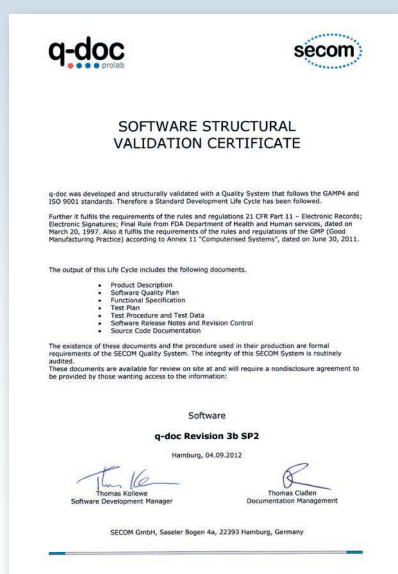 q-doc
prolab
secom
SOFTWARE STRUCTURAL
VALIDATION CERTIFICATE
q-doc was developed and structurally validated with a Quality System that follows the GAMP4 and
ISO 9001 standards. Therefore a Standard Development Life Cycle has been followed.
Further it fulfils the requirements of the rules and regulations 21 CFR Part 11 – Electronic Records;
Electronic Signatures; Final Rule from FDA Department of Health and Human services, dated on
March 20, 1997. Also it fulfils the requirements of the rules and regulations of the GMP (Good
Manufacturing Practice) according to Annex 11 "Computerised Systems", dated on June 30, 2011.
The output of this Life Cycle includes the following documents.
• Product Description
• Software Quality Plan
• Functional Specification
• Test Plan
• Test Procedure and Test Data
• Software Release Notes and Revision Control
• Source Code Documentation
The existence of these documents and the procedure used in their production are formal
requirements of the SECOM Quality System. The integrity of this SECOM System is routinely
audited.
These documents are available for review on site at and will require a nondisclosure agreement to
be provided by those wanting access to the information:
Software
q-doc Revision 3b SP2
Hamburg, 04.09.2012
Thomas Kollewe
Software Development Manager
Thomas Claßen
Documentation Management
SECOM GmbH, Saseler Bogen 4a, 22393 Hamburg, Germany